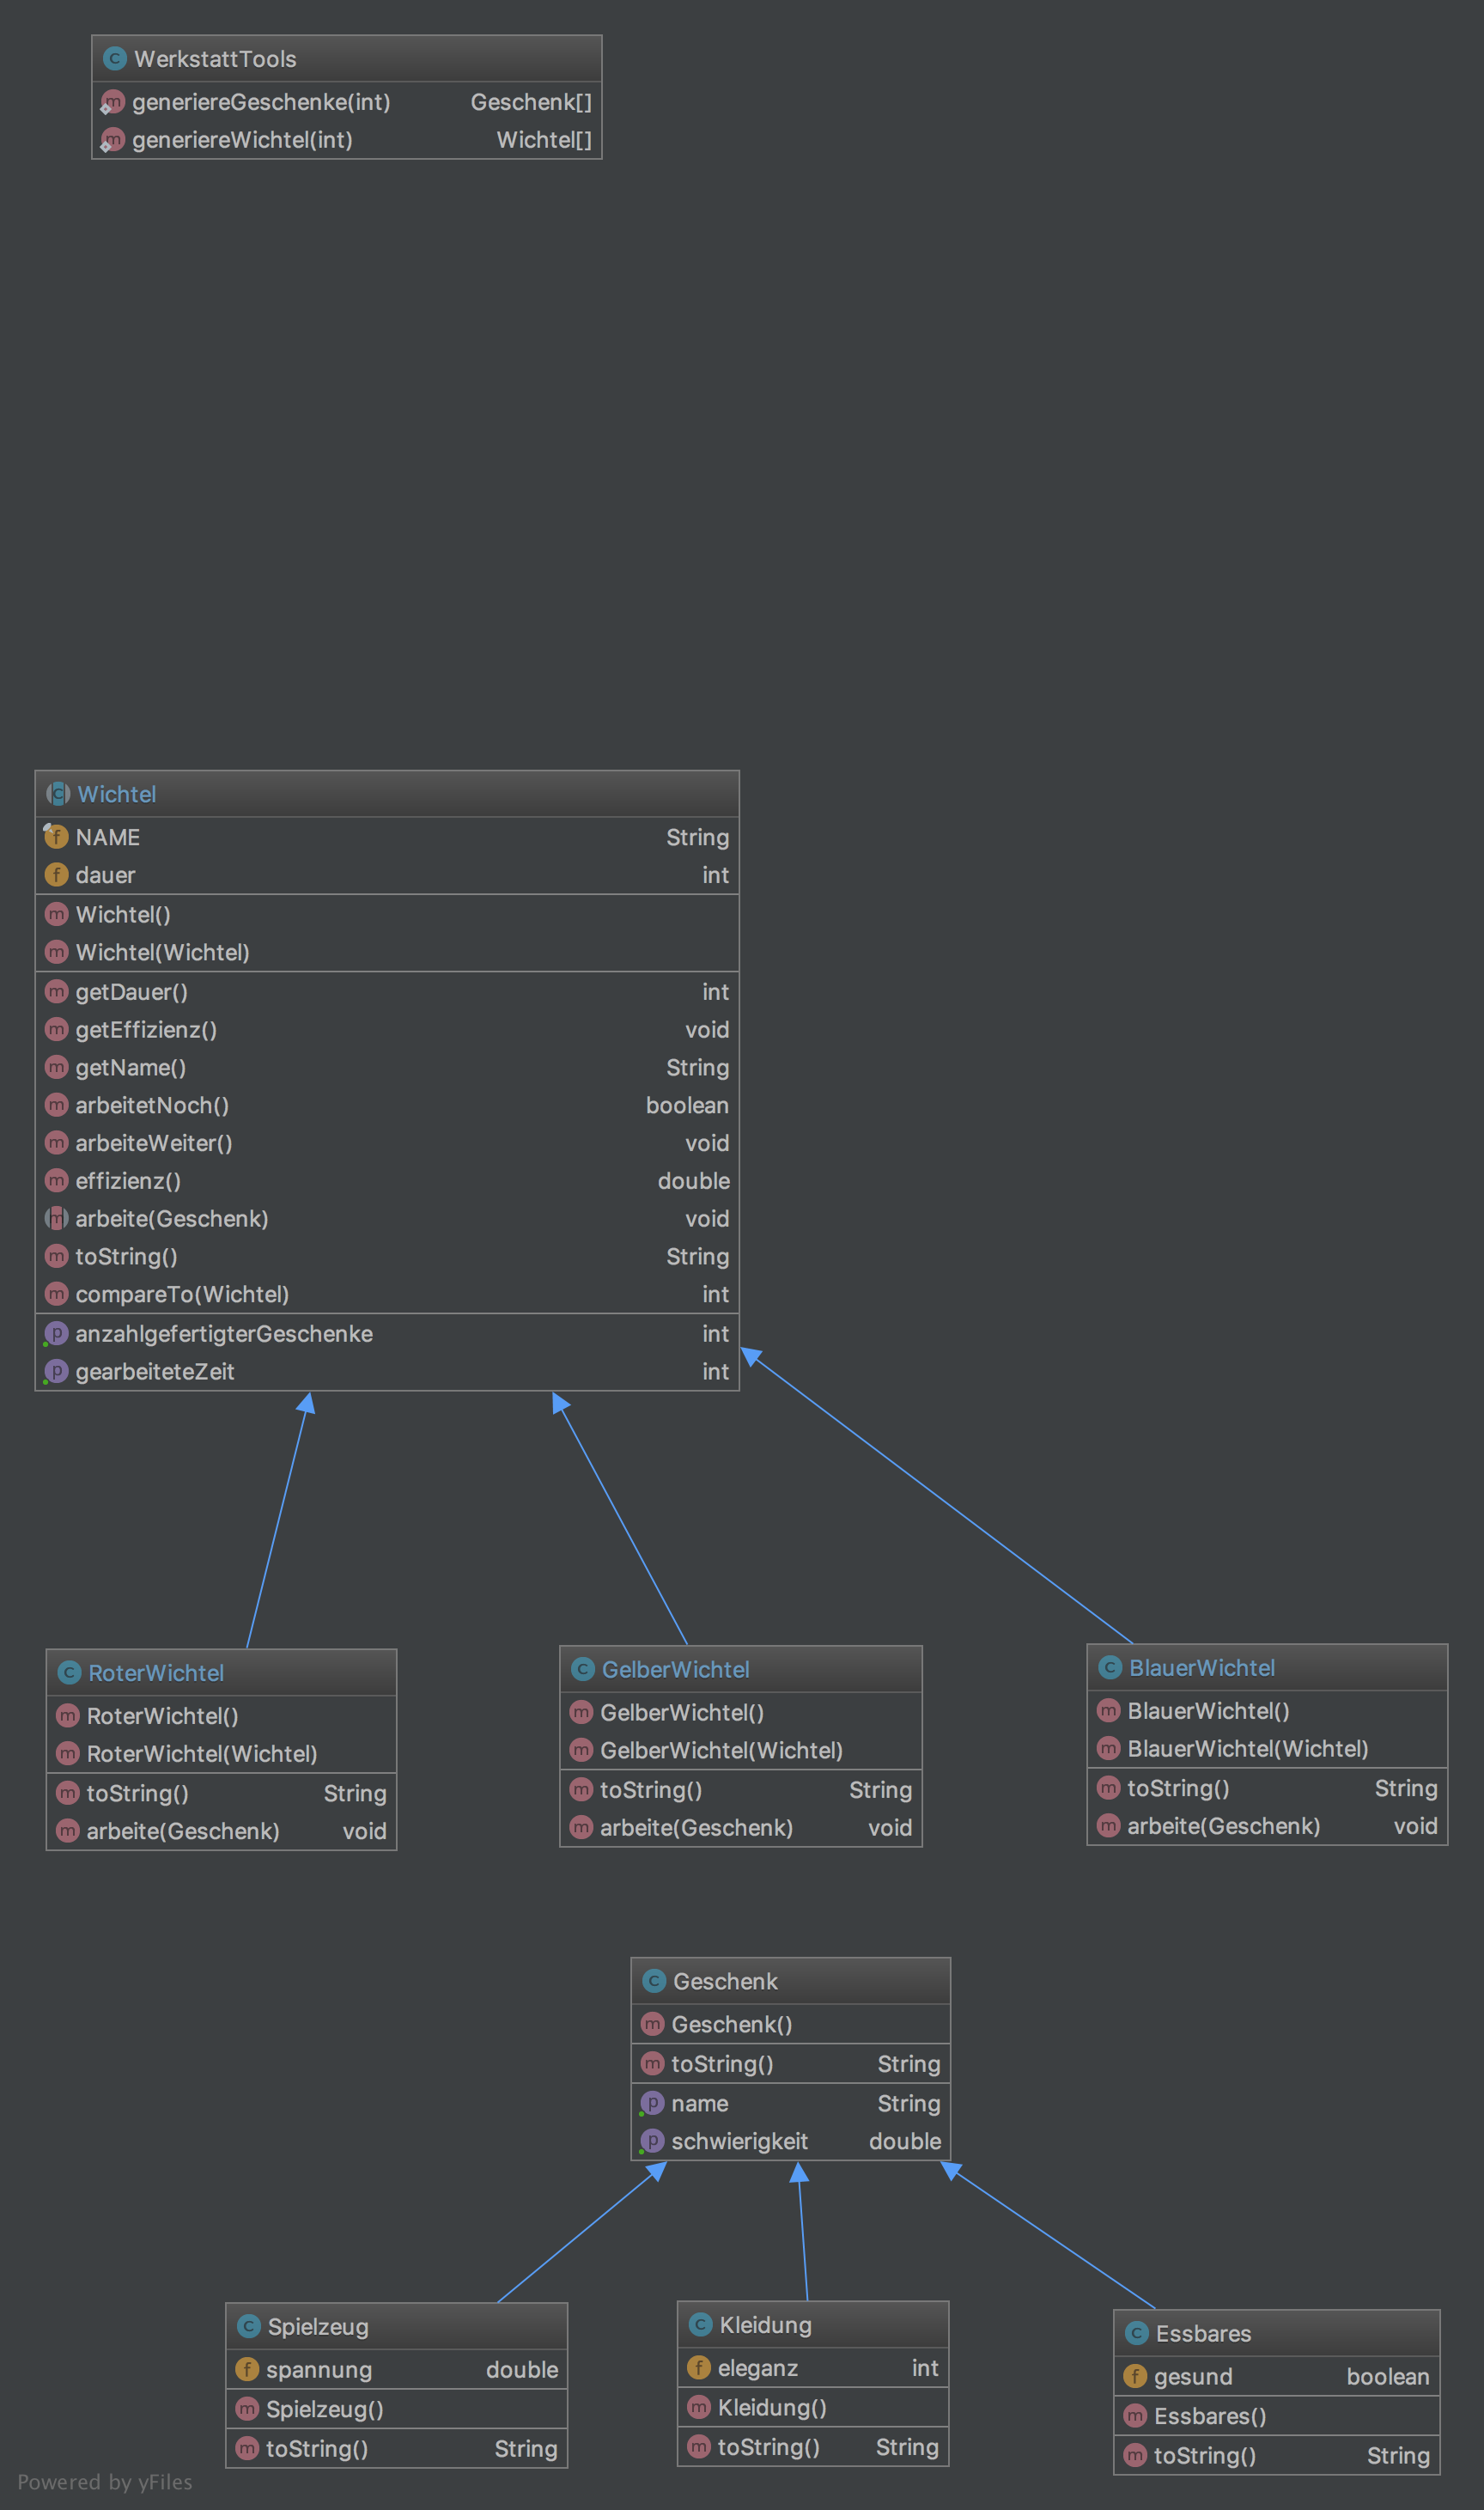 WerkstattTools
generiereGeschenke(int) Geschenk[]
generiereWichtel(int) Wichtel[]
Wichtel
NAME String
dauer int
Wichtel()
Wichtel(Wichtel)
getDauer() int
getEffizienz() void
getName() String
arbeitetNoch() boolean
arbeiteWeiter() void
effizienz() double
arbeite(Geschenk) void
toString() String
compareTo(Wichtel) int
anzahlgefertigterGeschenke int
gearbeiteteZeit int
RoterWichtel
RoterWichtel()
RoterWichtel(Wichtel)
toString() String
arbeite(Geschenk) void
GelberWichtel
GelberWichtel()
GelberWichtel(Wichtel)
toString() String
arbeite(Geschenk) void
BlauerWichtel
BlauerWichtel()
BlauerWichtel(Wichtel)
toString() String
arbeite(Geschenk) void
Geschenk
Geschenk()
toString() String
name String
schwierigkeit double
Spielzeug
spannung double
Spielzeug()
toString() String
Kleidung
eleganz int
Kleidung()
toString() String
Essbares
gesund boolean
Essbares()
toString() String
Powered by yFiles